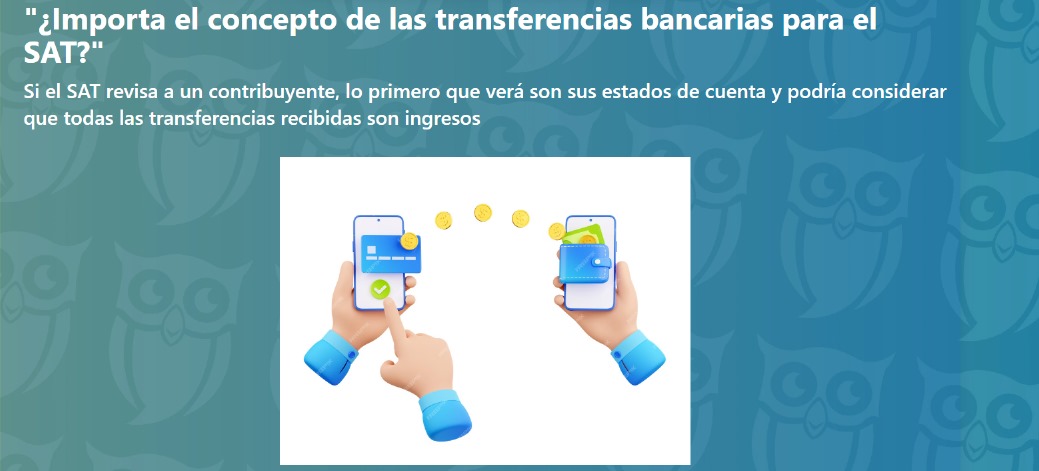 "¿Importa el concepto de las transferencias bancarias para el
SAT?"
Si el SAT revisa a un contribuyente, lo primero que verá son sus estados de cuenta y podría considerar
que todas las transferencias recibidas son ingresos